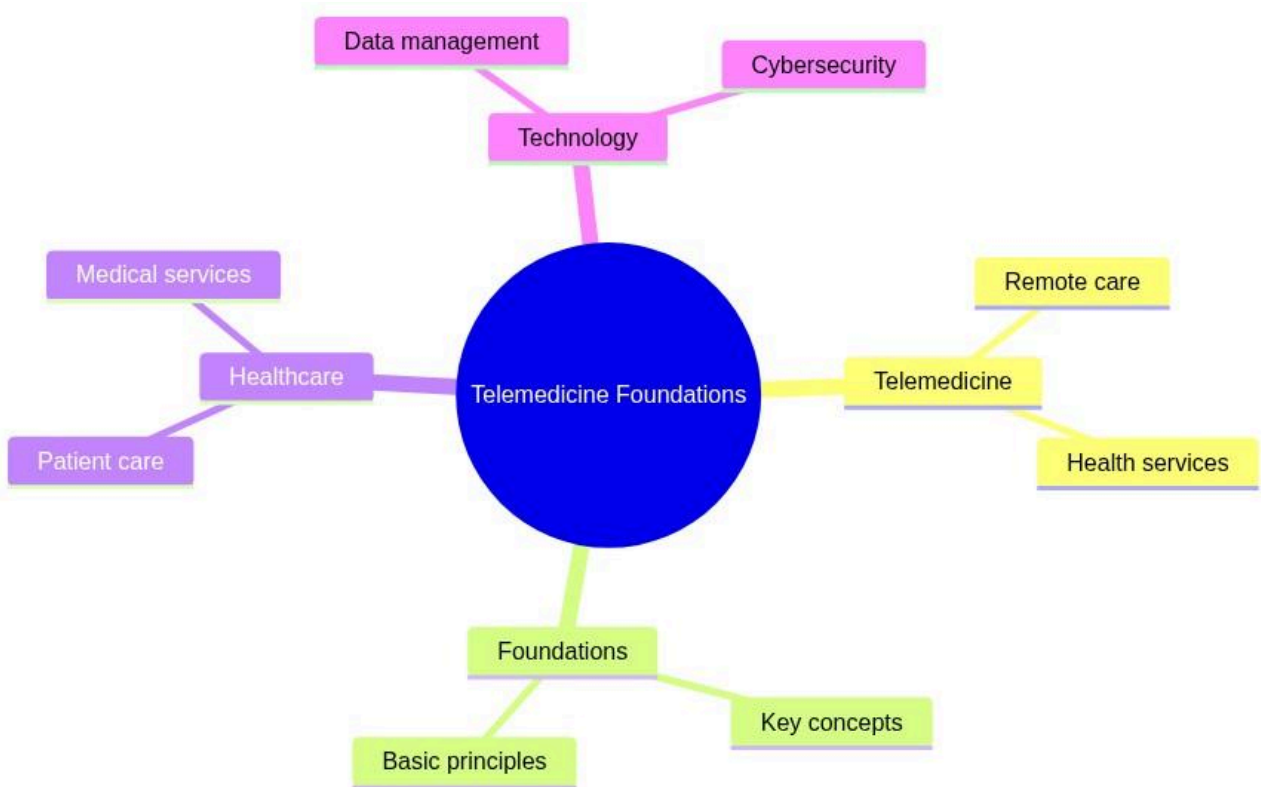 Data management
Cybersecurity
Technology
Medical services
Remote care
Healthcare
Telemedicine
Telemedicine Foundations
Patient care
Health services
Foundations
Key concepts
Basic principles